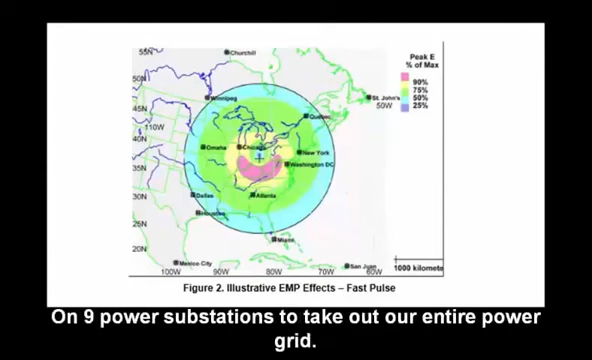 55N
Churchill
50N
Winnipeg
St. John's
50W
45N
Quebec
110W
40N
Omaha
Chicago
New York
Washington DC
35N
30N
Dallas
Atlanta
Houston
25N
Miami
20N
Mexico City
San Juan
100W
90W
80W
70W
60W
Peak E
% of Max
90%
75%
50%
25%
1000 kilomete
Figure 2. Illustrative EMP Effects – Fast Pulse
On 9 power substations to take out our entire power
grid.